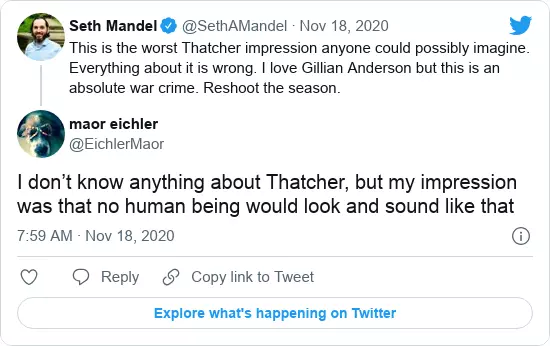 Seth Mandel @SethAMandel · Nov 18, 2020
This is the worst Thatcher impression anyone could possibly imagine.
Everything about it is wrong. I love Gillian Anderson but this is an
absolute war crime. Reshoot the season.
maor eichler
@EichlerMaor
I don’t know anything about Thatcher, but my impression
was that no human being would look and sound like that
7:59 AM · Nov 18, 2020
Reply Copy link to Tweet
Explore what's happening on Twitter